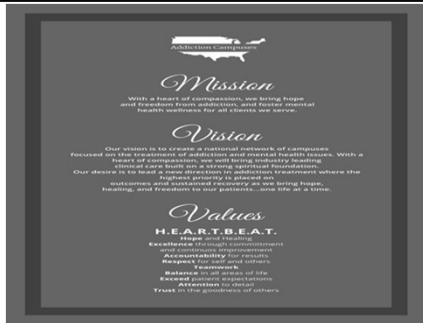 Addiction Campuses
Mission
With a heart of compassion, we bring hope
and freedom from addiction, and foster mental
health wellness for all clients we serve.
Vision
Our vision is to create a national network of campuses
focused on the treatment of addiction and mental health issues. With a
heart of compassion, we will bring industry leading
clinical care built on a strong spiritual foundation.
Our desire is to lead a new direction in addiction treatment where the
highest priority is placed on
outcomes and sustained recovery as we bring hope,
healing, and freedom to our patients...one life at a time.
Values
H.E.A.R.T.B.E.A.T.
Hope and Healing
Excellence through commitment
and continuos improvement
Accountability for results
Respect for self and others
Teamwork
Balance in all areas of life
Exceed patient expectations
Attention to detail
Trust in the goodness of others